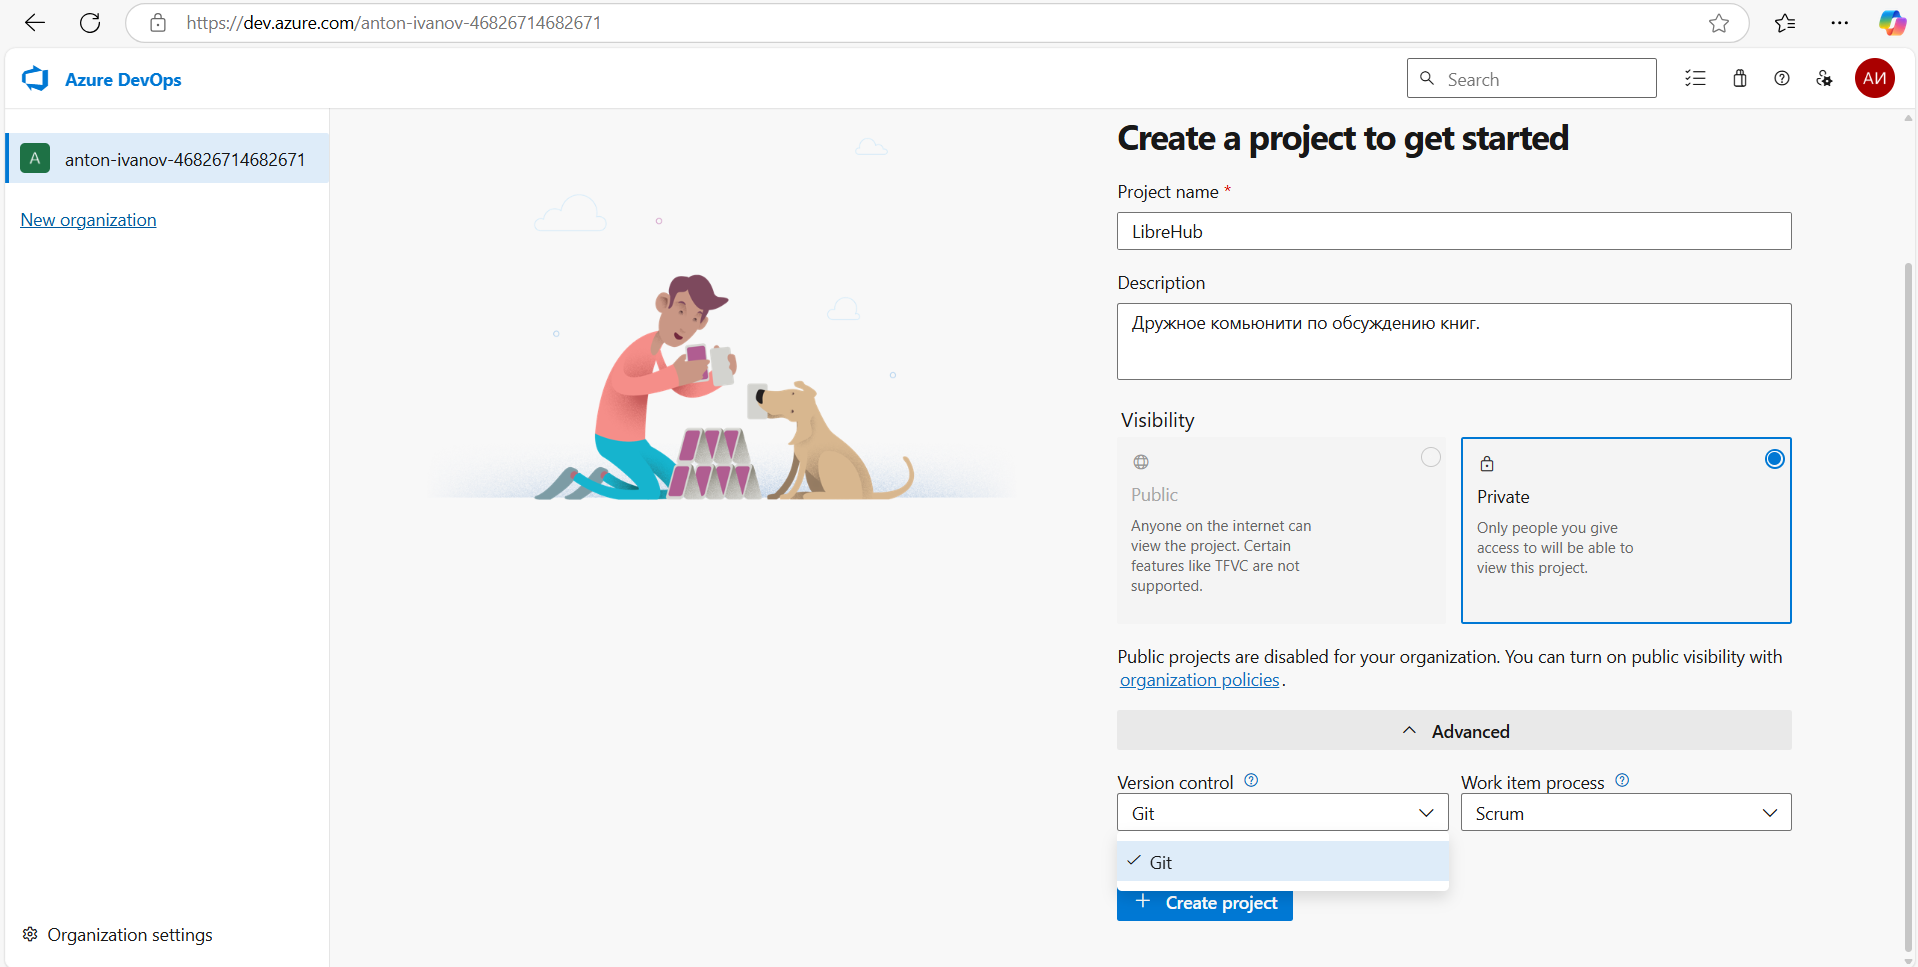 https://dev.azure.com/anton-ivanov-46826714682671
Azure DevOps
Search
АИ
A
anton-ivanov-46826714682671
New organization
Organization settings
Create a project to get started
Project name *
LibreHub
Description
Дружное комьюнити по обсуждению книг.
Visibility
Public
Anyone on the internet can
view the project. Certain
features like TFVC are not
supported.
Private
Only people you give
access to will be able to
view this project.
Public projects are disabled for your organization. You can turn on public visibility with
organization policies.
Advanced
Version control
Git
Work item process
Scrum
Git
Create project